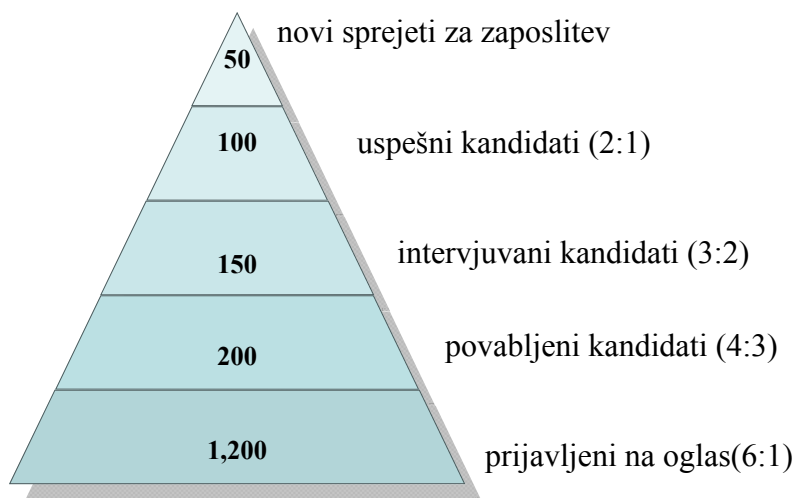 novi sprejeti za zaposlitev
50
100
uspešni kandidati (2:1)
150
intervjuvani kandidati (3:2)
200
povabljeni kandidati (4:3)
1,200
prijavljeni na oglas(6:1)